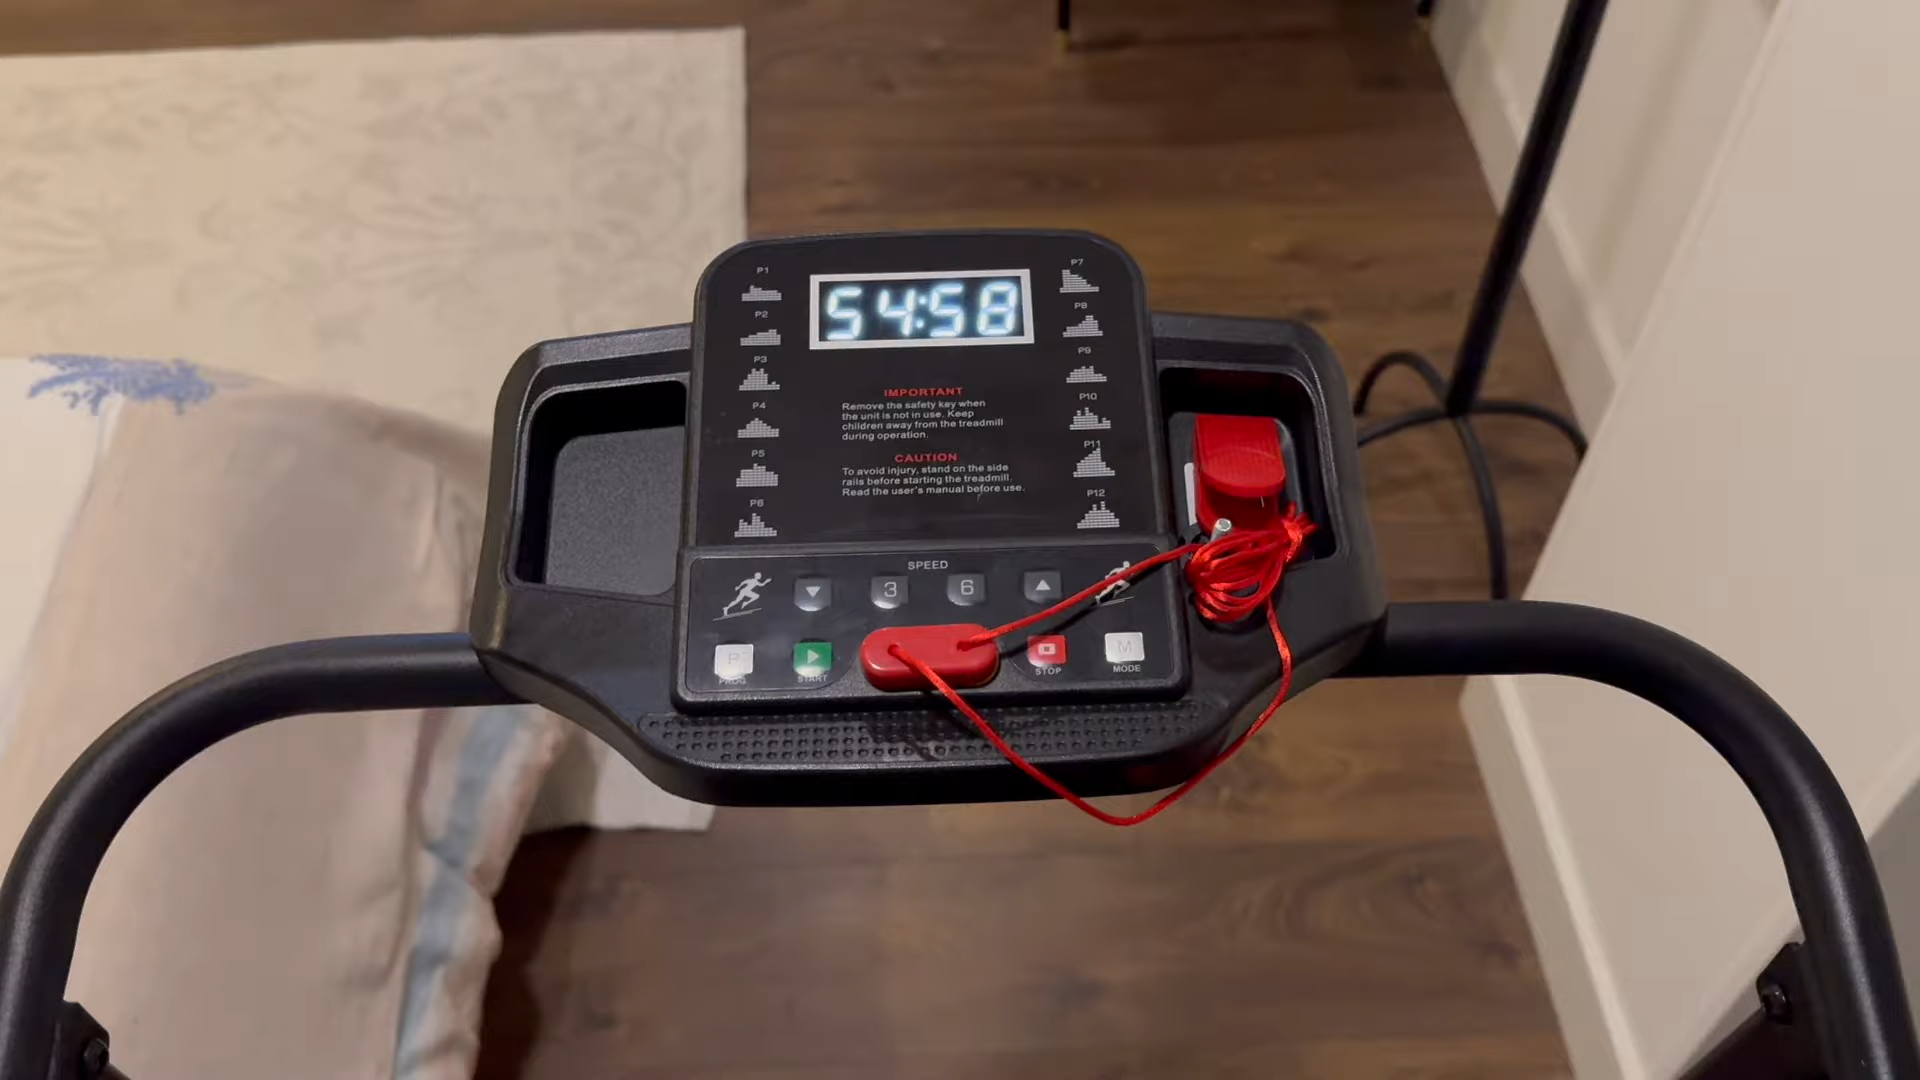 54:58
P1
P2
P3
P4
P5
P6
P7
P8
P9
P10
P11
P12
IMPORTANT
Remove the safety key when
the unit is not in use. Keep
children away from the treadmill
during operation.
CAUTION
To avoid injury, stand on the side
rails before starting the treadmill.
Read the user's manual before use.
SPEED
3 6
P M
PROG START STOP MODE